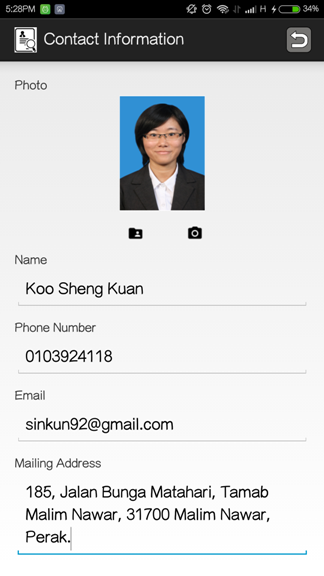 5:28PM H 34%
Contact Information
Photo
Name
Koo Sheng Kuan
Phone Number
0103924118
Email
sinkun92@gmail.com
Mailing Address
185, Jalan Bunga Matahari, Tamab
Malim Nawar, 31700 Malim Nawar,
Perak.